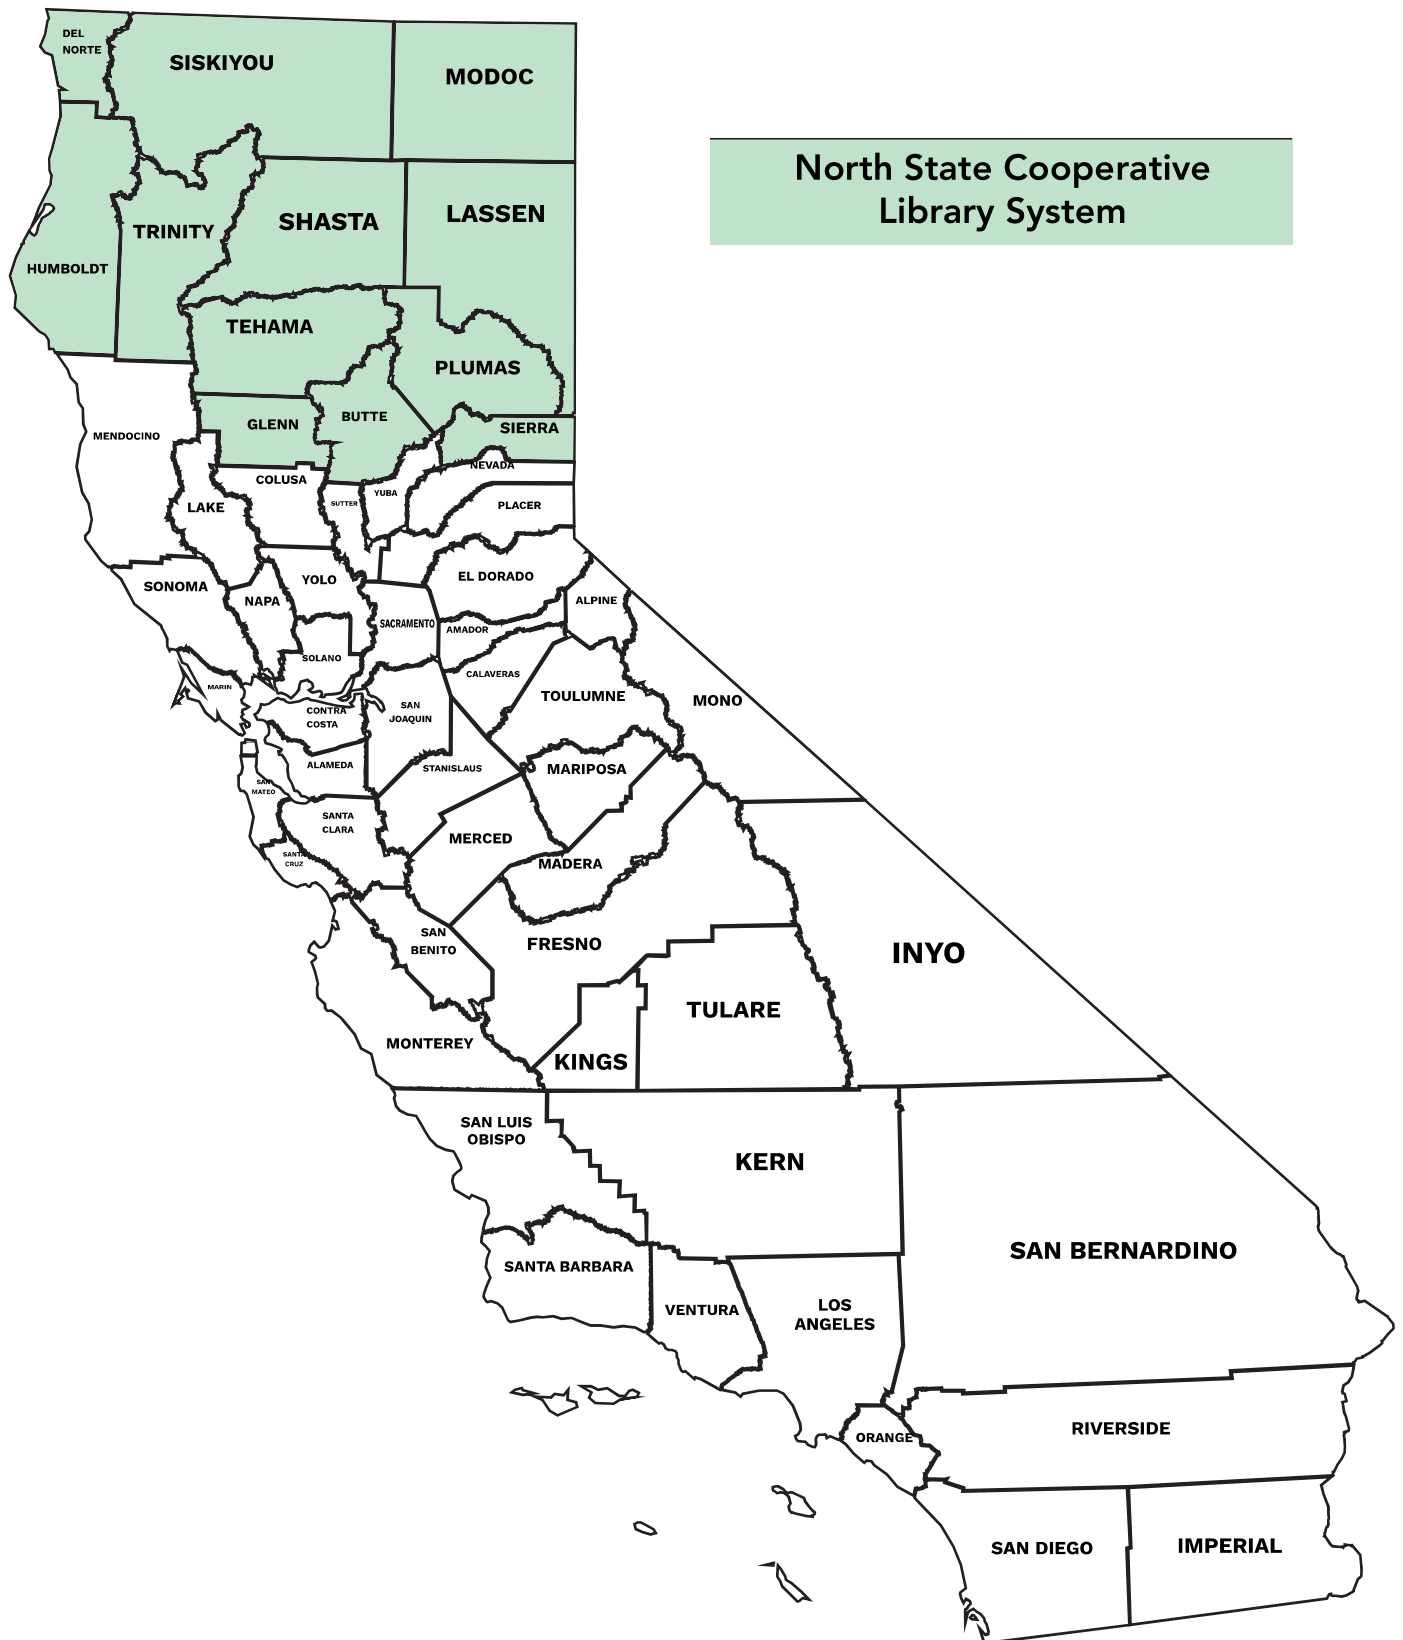 DEL
NORTE
SISKIYOU
MODOC
North State Cooperative
Library System
TRINITY
SHASTA
LASSEN
HUMBOLDT
TEHAMA
PLUMAS
BUTTE
GLENN
SIERRA
MENDOCINO
NEVADA
COLUSA
YUBA
SUTTER
PLACER
LAKE
EL DORADO
YOLO
SONOMA
NAPA
ALPINE
SACRAMENTO
AMADOR
SOLANO
CALAVERAS
MARIN
TOULUMNE
MONO
SAN
JOAQUIN
CONTRA
COSTA
ALAMEDA
STANISLAUS
MARIPOSA
SAN
MATEO
SANTA
CLARA
MERCED
SANTA
CRUZ
MADERA
SAN
BENITO
FRESNO
INYO
TULARE
MONTEREY
KINGS
SAN LUIS
OBISPO
KERN
SAN BERNARDINO
SANTA BARBARA
VENTURA
LOS
ANGELES
RIVERSIDE
ORANGE
SAN DIEGO
IMPERIAL